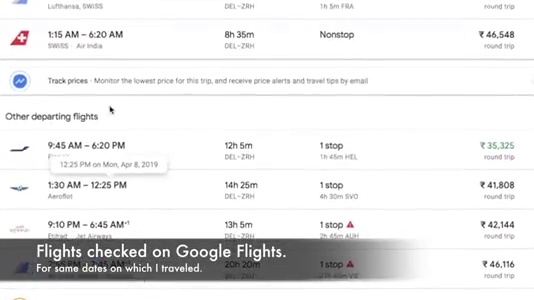 Lufthansa, SWISS
DEL–ZRH
1h 5m FRA
round trip
1:15 AM – 6:20 AM
8h 35m
Nonstop
₹ 46,548
SWISS · Air India
DEL–ZRH
round trip
Track prices · Monitor the lowest price for this trip, and receive price alerts and travel tips by email
Other departing flights
9:45 AM – 6:20 PM
12h 5m
1 stop
₹ 35,325
DEL–ZRH
1h 45m HEL
round trip
12:25 PM on Mon, Apr 8, 2019
1:30 AM – 12:25 PM
14h 25m
1 stop
₹ 41,808
Aeroflot
DEL–ZRH
4h 30m SVO
round trip
9:10 PM – 6:45 AM+1
13h 5m
1 stop
₹ 42,144
Etihad · Jet Airways
DEL–ZRH
2h 45m AUH
round trip
Flights checked on Google Flights.
20h 20m
1 stop
₹ 46,116
For same dates on which I traveled.
DEL–ZRH
round trip